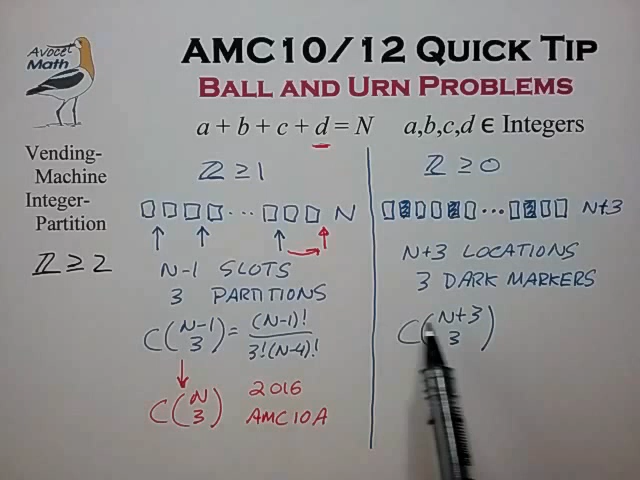 Avocet
Math
AMC10/12 Quick Tip
Ball and Urn Problems
a + b + c + d = N a,b,c,d ∈ Integers
Vending-
Machine
Integer-
Partition
ℤ ≥ 2
ℤ ≥ 1
··· N
N-1 SLOTS
3 PARTITIONS
C(N-1 3) = (N-1)! / 3!(N-4)!
C(N 3) 2016
AMC10A
ℤ ≥ 0
··· N+3
N+3 LOCATIONS
3 DARK MARKERS
C(N+3 3)